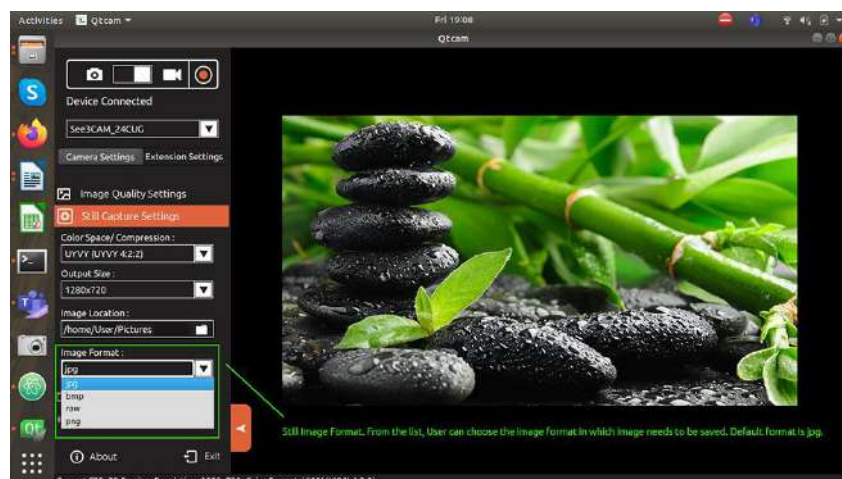 Activities Qtcam Fri 19:08
Qtcam
Device Connected
See3CAM_24CUG
Camera Settings Extension Settings
Image Quality Settings
Still Capture Settings
Color Space/ Compression :
UYVY (UYVY 4:2:2)
Output Size :
1280x720
Image Location :
/home/User/Pictures
Image Format :
jpg
jpg
bmp
raw
png
Still Image Format. From the list, User can choose the image format in which image needs to be saved. Default format is jpg.
About Exit